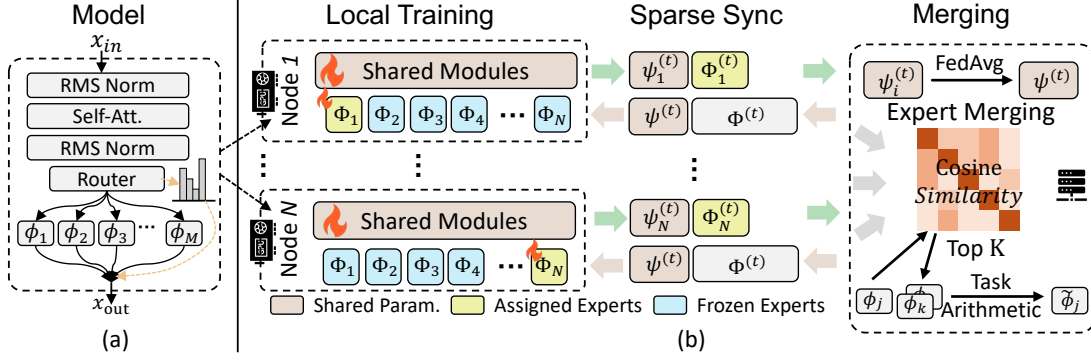 Model
Local Training
Sparse Sync
Merging
x_in
RMS Norm
Self-Att.
RMS Norm
Router
ϕ_1 ϕ_2 ϕ_3 ··· ϕ_M
x_out
(a)
Node 1
Shared Modules
Φ_1 Φ_2 Φ_3 Φ_4 ··· Φ_N
Node N
Shared Modules
Φ_1 Φ_2 Φ_3 Φ_4 ··· Φ_N
Shared Param.
Assigned Experts
Frozen Experts
ψ_1^(t) Φ_1^(t)
ψ^(t) Φ^(t)
ψ_N^(t) Φ_N^(t)
ψ^(t) Φ^(t)
(b)
ψ_i^(t) FedAvg ψ^(t)
Expert Merging
Cosine
Similarity
Top K
ϕ_j ϕ_k Task Arithmetic ϕ̃_j